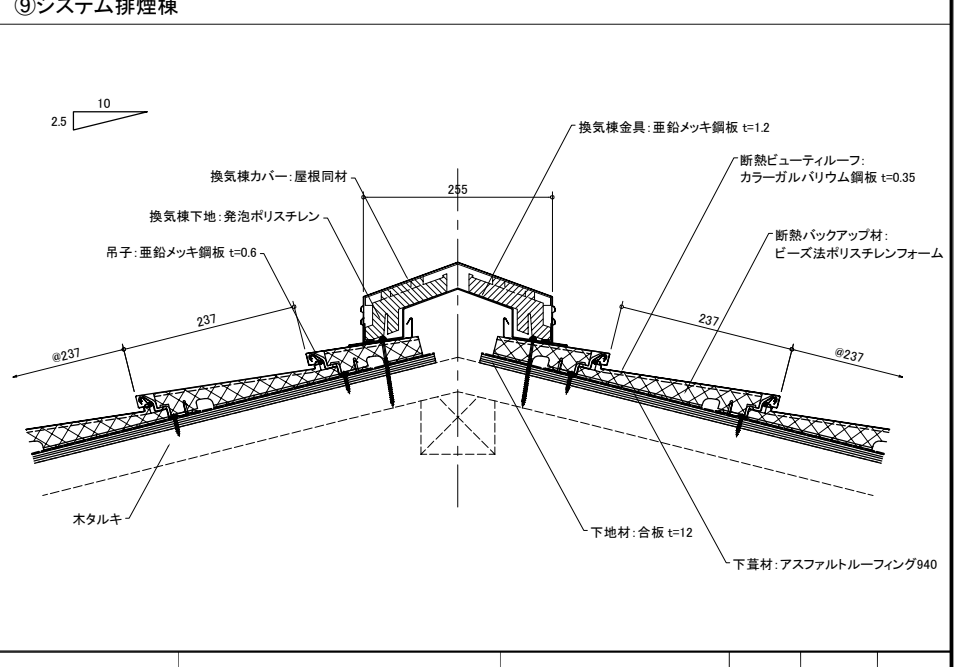 ⑨システム排煙棟
10
2.5
換気棟金具:亜鉛メッキ鋼板 t=1.2
断熱ビューティルーフ:
カラーガルバリウム鋼板 t=0.35
換気棟カバー:屋根同材
255
換気棟下地:発泡ポリスチレン
断熱バックアップ材:
ビーズ法ポリスチレンフォーム
吊子:亜鉛メッキ鋼板 t=0.6
237
237
@237
@237
木タルキ
下地材:合板 t=12
下葺材:アスファルトルーフィング940